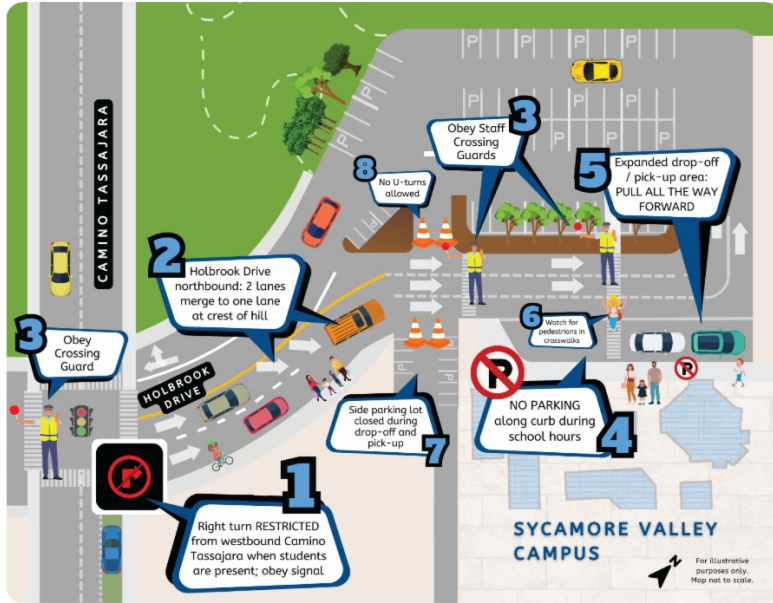 CAMINO TASSAJARA
3
Obey
Crossing
Guard
2
Holbrook Drive
northbound: 2 lanes
merge to one lane
at crest of hill
HOLBROOK
DRIVE
1
Right turn RESTRICTED
from westbound Camino
Tassajara when students
are present; obey signal
8
No U-turns
allowed
3
Obey Staff
Crossing
Guards
5
Expanded drop-off
/ pick-up area:
PULL ALL THE WAY
FORWARD
6
Watch for
pedestrians in
crosswalks
7
Side parking lot
closed during
drop-off and
pick-up
4
NO PARKING
along curb during
school hours
P
P
P P P P
P P P P
SYCAMORE VALLEY
CAMPUS
N
For illustrative
purposes only.
Map not to scale.